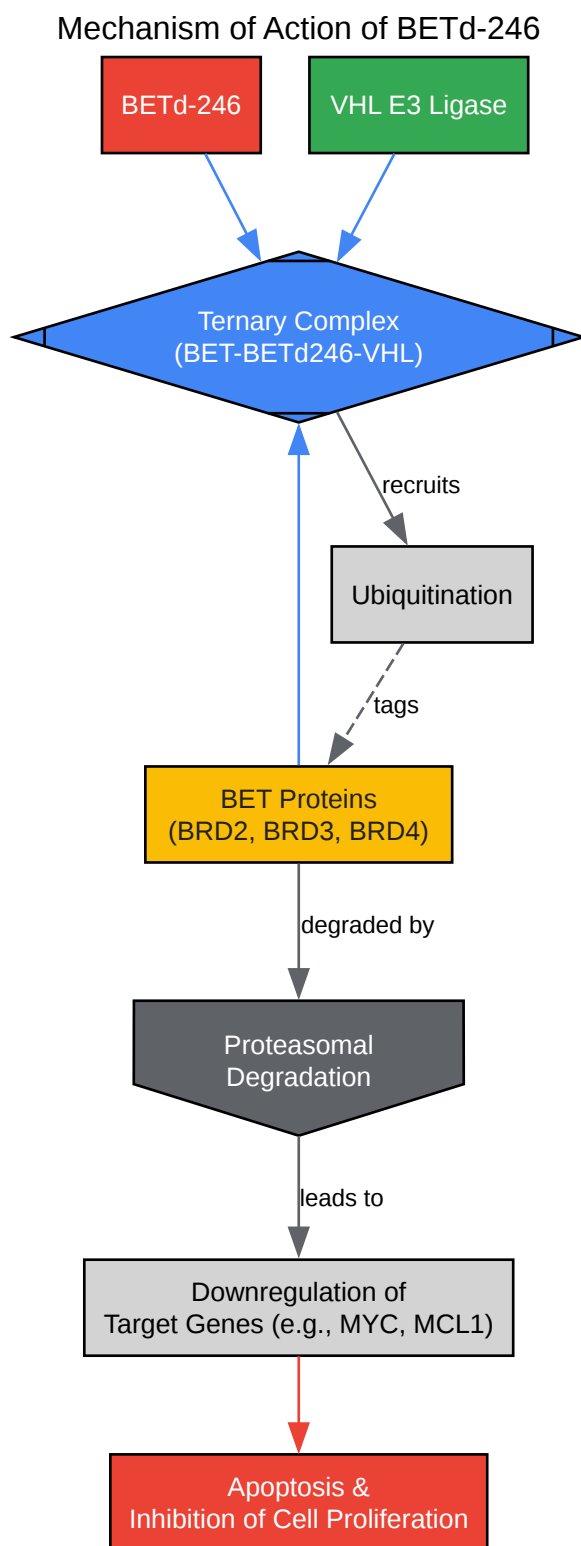 Mechanism of Action of BETd-246
BETd-246
VHL E3 Ligase
Ternary Complex
(BET-BETd246-VHL)
recruits
Ubiquitination
tags
BET Proteins
(BRD2, BRD3, BRD4)
degraded by
Proteasomal
Degradation
leads to
Downregulation of
Target Genes (e.g., MYC, MCL1)
Apoptosis &
Inhibition of Cell Proliferation